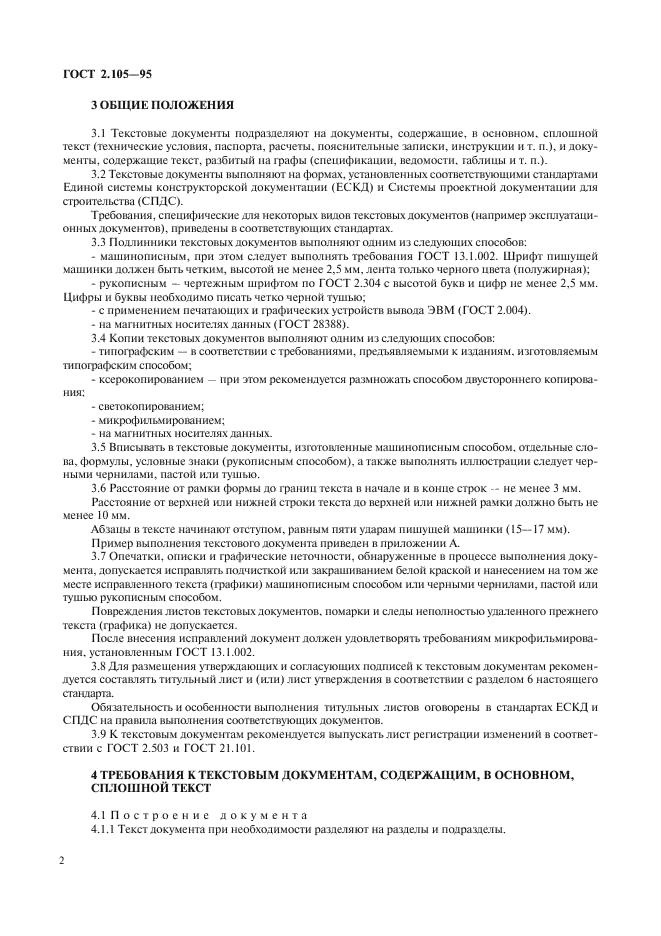 ГОСТ 2.105—95
3 ОБЩИЕ ПОЛОЖЕНИЯ
3.1 Текстовые документы подразделяют на документы, содержащие, в основном, сплошной
текст (технические условия, паспорта, расчеты, пояснительные записки, инструкции и т. п.), и доку-
менты, содержащие текст, разбитый на графы (спецификации, ведомости, таблицы и т. п.).
3.2 Текстовые документы выполняют на формах, установленных соответствующими стандартами
Единой системы конструкторской документации (ЕСКД) и Системы проектной документации для
строительства (СПДС).
Требования, специфические для некоторых видов текстовых документов (например эксплуатаци-
онных документов), приведены в соответствующих стандартах.
3.3 Подлинники текстовых документов выполняют одним из следующих способов:
- машинописным, при этом следует выполнять требования ГОСТ 13.1.002. Шрифт пишущей
машинки должен быть четким, высотой не менее 2,5 мм, лента только черного цвета (полужирная);
- рукописным — чертежным шрифтом по ГОСТ 2.304 с высотой букв и цифр не менее 2,5 мм.
Цифры и буквы необходимо писать четко черной тушью;
- с применением печатающих и графических устройств вывода ЭВМ (ГОСТ 2.004).
- на магнитных носителях данных (ГОСТ 28388).
3.4 Копии текстовых документов выполняют одним из следующих способов:
- типографским — в соответствии с требованиями, предъявляемыми к изданиям, изготовляемым
типографским способом;
- ксерокопированием — при этом рекомендуется размножать способом двустороннего копирова-
ния;
- светокопированием;
- микрофильмированием;
- на магнитных носителях данных.
3.5 Вписывать в текстовые документы, изготовленные машинописным способом, отдельные сло-
ва, формулы, условные знаки (рукописным способом), а также выполнять иллюстрации следует чер-
ными чернилами, пастой или тушью.
3.6 Расстояние от рамки формы до границ текста в начале и в конце строк -- не менее 3 мм.
Расстояние от верхней или нижней строки текста до верхней или нижней рамки должно быть не
менее 10 мм.
Абзацы в тексте начинают отступом, равным пяти ударам пишущей машинки (15—17 мм).
Пример выполнения текстового документа приведен в приложении А.
3.7 Опечатки, описки и графические неточности, обнаруженные в процессе выполнения доку-
мента, допускается исправлять подчисткой или закрашиванием белой краской и нанесением на том же
месте исправленного текста (графики) машинописным способом или черными чернилами, пастой или
тушью рукописным способом.
Повреждения листов текстовых документов, помарки и следы неполностью удаленного прежнего
текста (графика) не допускается.
После внесения исправлений документ должен удовлетворять требованиям микрофильмирова-
ния, установленным ГОСТ 13.1.002.
3.8 Для размещения утверждающих и согласующих подписей к текстовым документам рекомен-
дуется составлять титульный лист и (или) лист утверждения в соответствии с разделом 6 настоящего
стандарта.
Обязательность и особенности выполнения титульных листов оговорены в стандартах ЕСКД и
СПДС на правила выполнения соответствующих документов.
3.9 К текстовым документам рекомендуется выпускать лист регистрации изменений в соответ-
ствии с ГОСТ 2.503 и ГОСТ 21.101.
4 ТРЕБОВАНИЯ К ТЕКСТОВЫМ ДОКУМЕНТАМ, СОДЕРЖАЩИМ, В ОСНОВНОМ,
СПЛОШНОЙ ТЕКСТ
4.1 Построение документа
4.1.1 Текст документа при необходимости разделяют на разделы и подразделы.
2